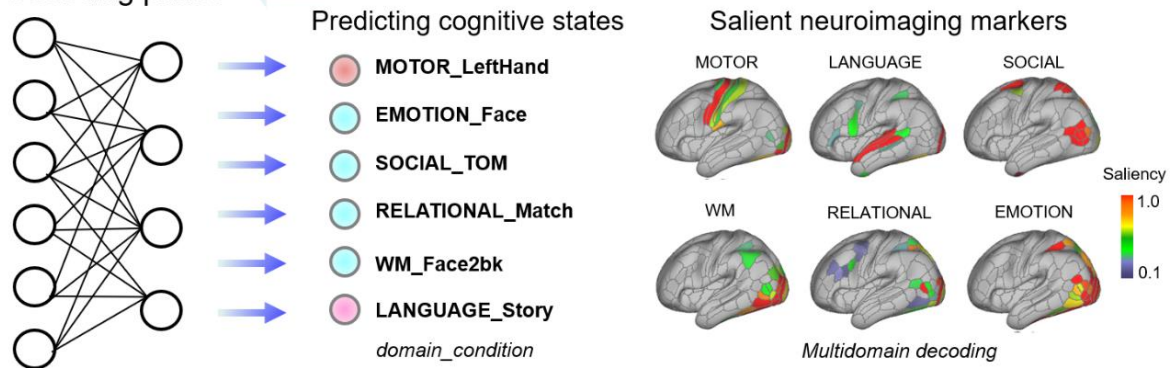 Predicting cognitive states
MOTOR_LeftHand
EMOTION_Face
SOCIAL_TOM
RELATIONAL_Match
WM_Face2bk
LANGUAGE_Story
domain_condition
Salient neuroimaging markers
MOTOR LANGUAGE SOCIAL
WM RELATIONAL EMOTION
Saliency
1.0
0.1
Multidomain decoding